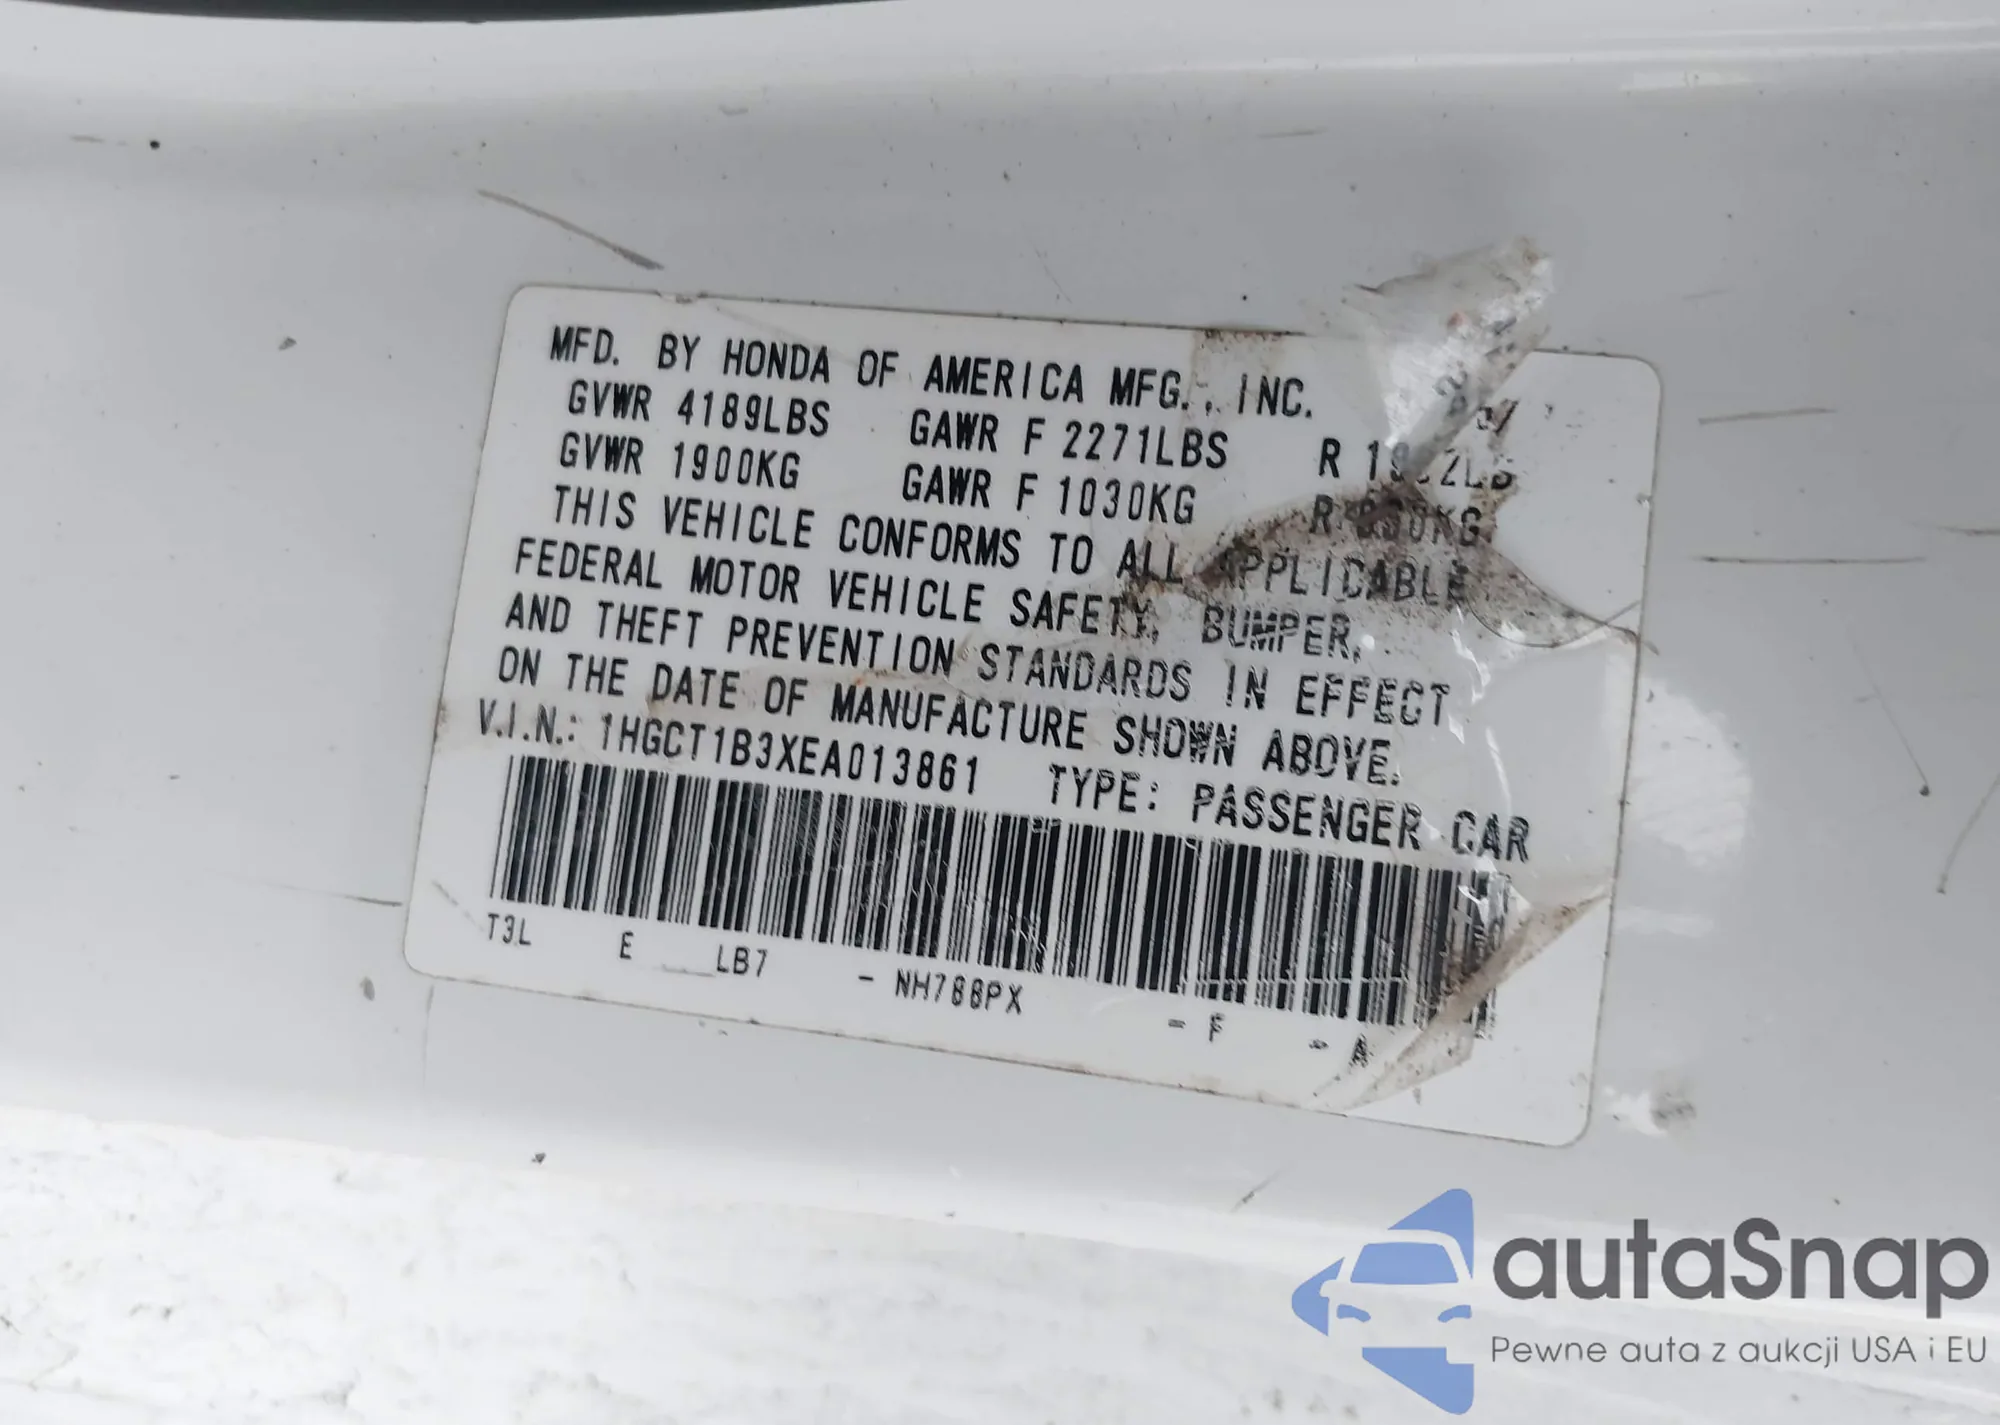 MFD. BY HONDA OF AMERICA MFG., INC.
GVWR 4189LBS GAWR F 2271LBS R
GVWR 1900KG GAWR F 1030KG R
THIS VEHICLE CONFORMS TO ALL APPLICABLE
FEDERAL MOTOR VEHICLE SAFETY, BUMPER,
AND THEFT PREVENTION STANDARDS IN EFFECT
ON THE DATE OF MANUFACTURE SHOWN ABOVE.
V.I.N.: 1HGCT1B3XEA013861 TYPE: PASSENGER CAR
T3L E LB7 - NH788PX - F - A
autaSnap
Pewne auta z aukcji USA i EU